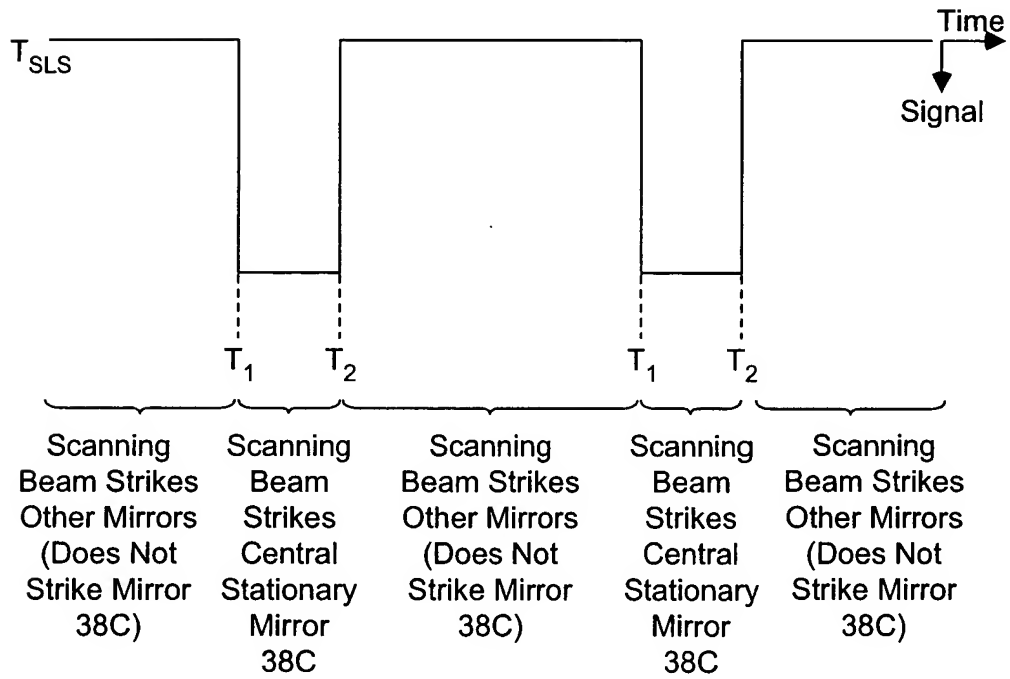 Time
T_SLS
Signal
T_1
T_2
T_1
T_2
Scanning
Beam Strikes
Other Mirrors
(Does Not
Strike Mirror
38C)
Scanning
Beam
Strikes
Central
Stationary
Mirror
38C
Scanning
Beam Strikes
Other Mirrors
(Does Not
Strike Mirror
38C)
Scanning
Beam
Strikes
Central
Stationary
Mirror
38C
Scanning
Beam Strikes
Other Mirrors
(Does Not
Strike Mirror
38C)